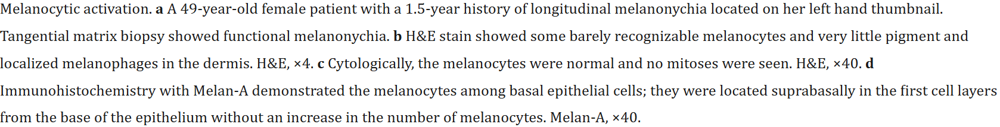 Melanocytic activation. a A 49-year-old female patient with a 1.5-year history of longitudinal melanonychia located on her left hand thumbnail.
Tangential matrix biopsy showed functional melanonychia. b H&E stain showed some barely recognizable melanocytes and very little pigment and
localized melanophages in the dermis. H&E, ×4. c Cytologically, the melanocytes were normal and no mitoses were seen. H&E, ×40. d
Immunohistochemistry with Melan-A demonstrated the melanocytes among basal epithelial cells; they were located suprabasally in the first cell layers
from the base of the epithelium without an increase in the number of melanocytes. Melan-A, ×40.